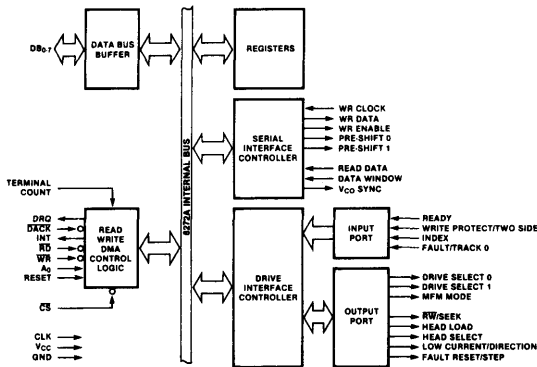 DB0-7
DATA BUS
BUFFER
8272A INTERNAL BUS
REGISTERS
SERIAL
INTERFACE
CONTROLLER
WR CLOCK
WR DATA
WR ENABLE
PRE-SHIFT 0
PRE-SHIFT 1
READ DATA
DATA WINDOW
VCO SYNC
TERMINAL
COUNT
DRQ
DACK
INT
RD
WR
A0
RESET
CS
READ
WRITE
DMA
CONTROL
LOGIC
CLK
VCC
GND
DRIVE
INTERFACE
CONTROLLER
INPUT
PORT
READY
WRITE PROTECT/TWO SIDE
INDEX
FAULT/TRACK 0
OUTPUT
PORT
DRIVE SELECT 0
DRIVE SELECT 1
MFM MODE
RW/SEEK
HEAD LOAD
HEAD SELECT
LOW CURRENT/DIRECTION
FAULT RESET/STEP